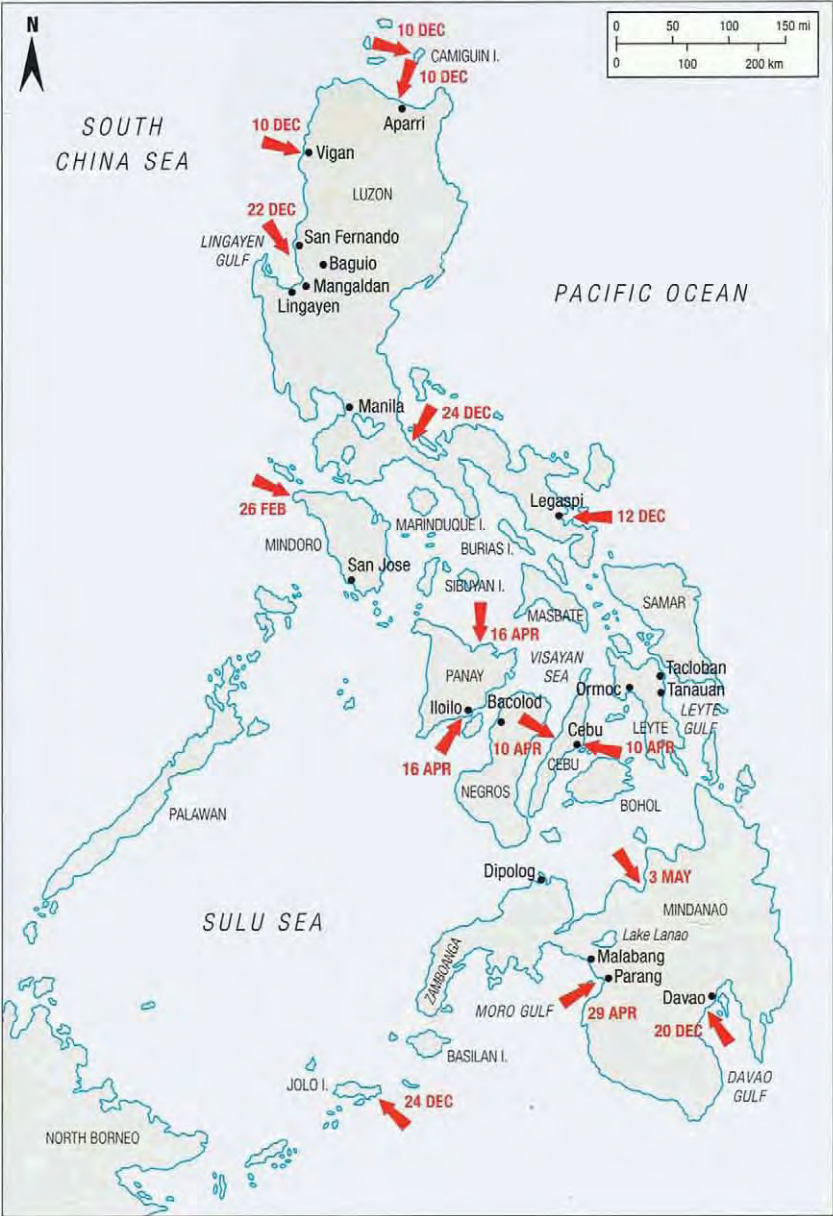 N
0 50 100 150 mi
0 100 200 km
10 DEC
CAMIGUIN I.
10 DEC
Aparri
SOUTH
CHINA SEA
10 DEC
Vigan
LUZON
22 DEC
LINGAYEN
GULF
San Fernando
Baguio
Mangaldan
Lingayen
PACIFIC OCEAN
Manila
24 DEC
26 FEB
MINDORO
MARINDUQUE I.
Legaspi
12 DEC
BURIAS I.
San Jose
SIBUYAN I.
MASBATE
SAMAR
16 APR
PANAY
VISAYAN
SEA
Tacloban
Ormoc
Tanauan
LEYTE
GULF
Iloilo
Bacolod
LEYTE
Cebu
10 APR
10 APR
16 APR
CEBU
NEGROS
BOHOL
PALAWAN
Dipolog
3 MAY
MINDANAO
SULU SEA
Lake Lanao
Malabang
ZAMBOANGA
Parang
Davao
MORO GULF
29 APR
20 DEC
BASILAN I.
DAVAO
GULF
JOLO I.
24 DEC
NORTH BORNEO